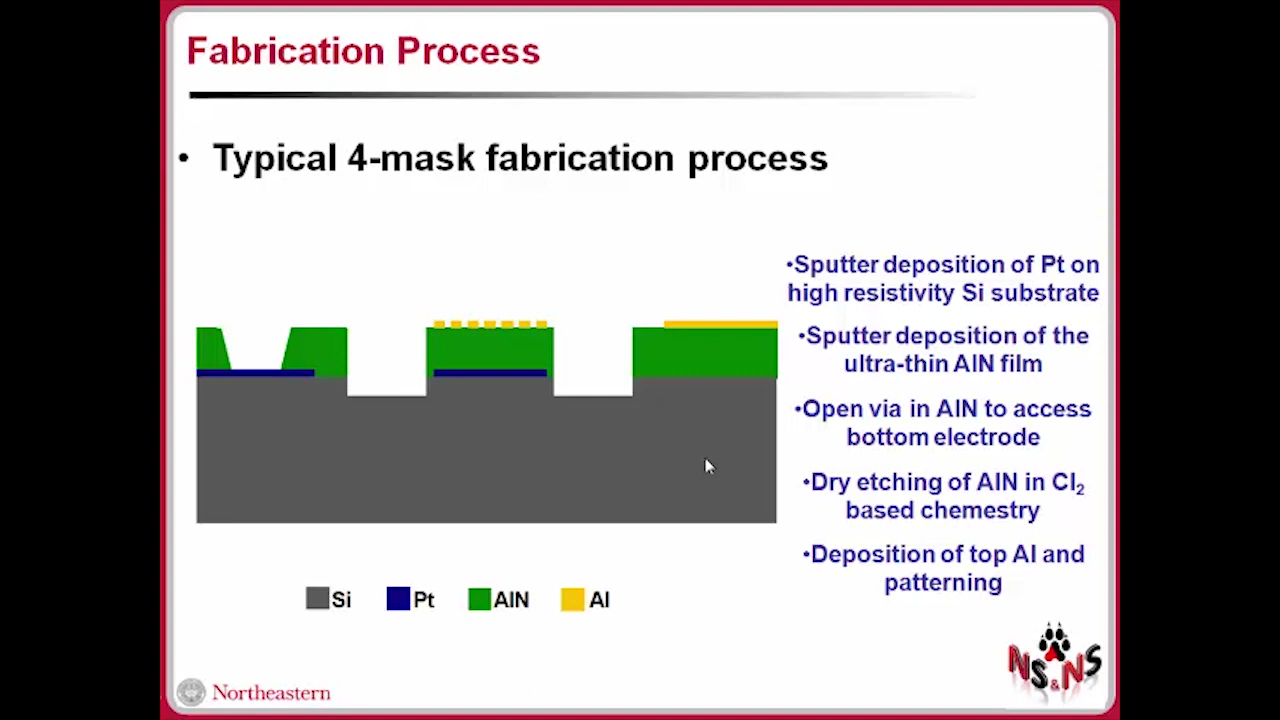 Fabrication Process
• Typical 4-mask fabrication process
•Sputter deposition of Pt on
high resistivity Si substrate
•Sputter deposition of the
ultra-thin AlN film
•Open via in AlN to access
bottom electrode
•Dry etching of AlN in Cl₂
based chemestry
•Deposition of top Al and
patterning
Si Pt AlN Al
NS&NS
Northeastern